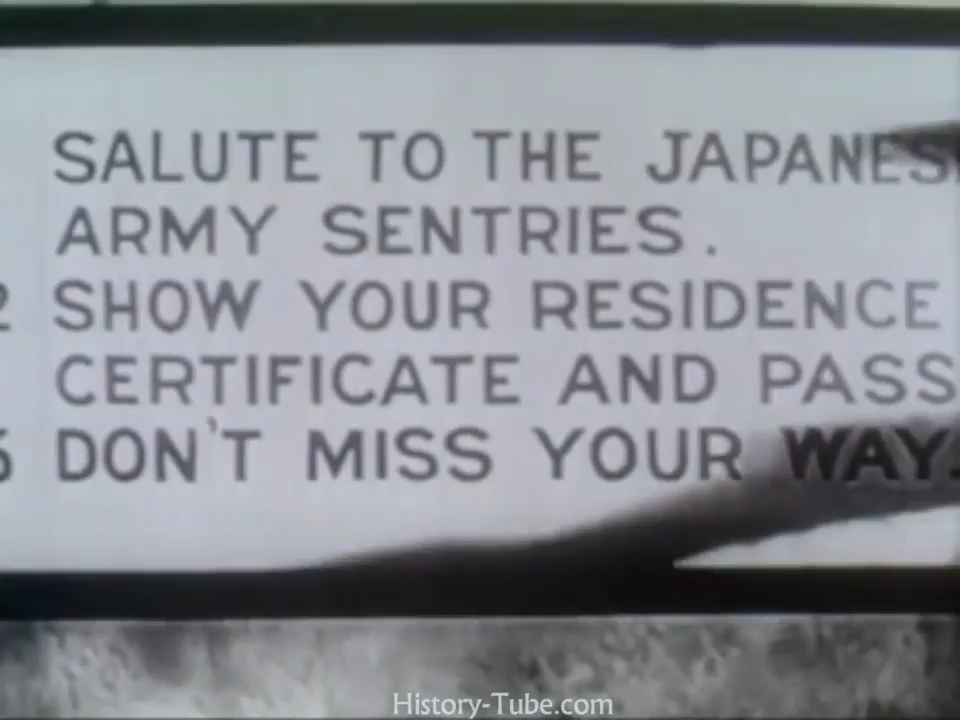 SALUTE TO THE JAPANES
ARMY SENTRIES.
2 SHOW YOUR RESIDENCE
CERTIFICATE AND PASS
DON'T MISS YOUR WAY.
History-Tube.com